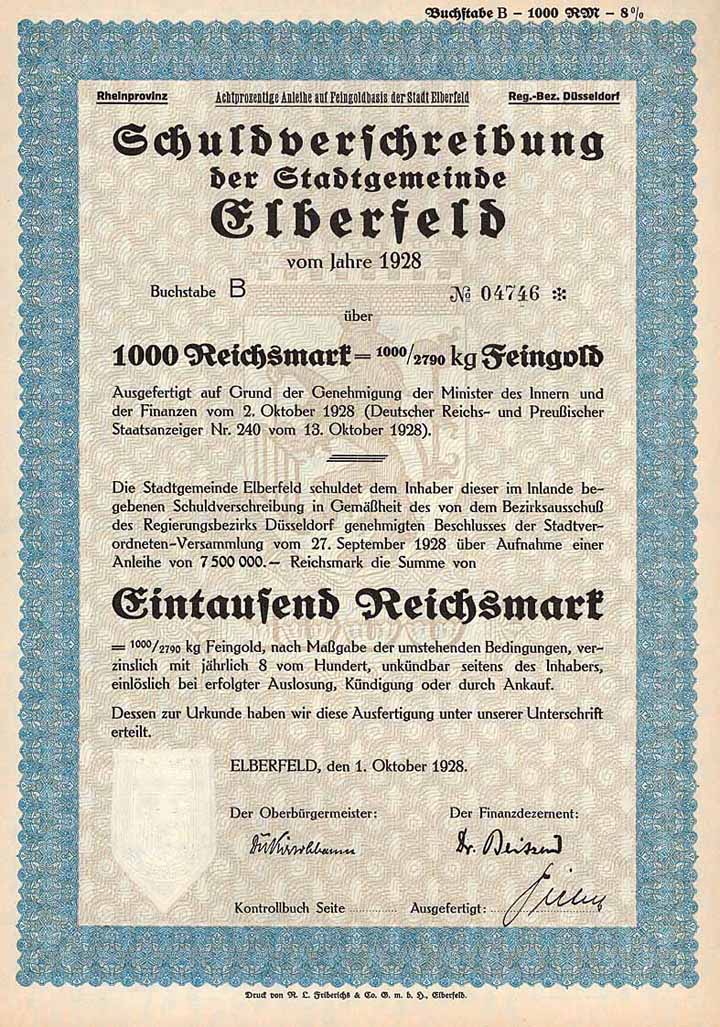 Buchstabe B – 1000 RM – 8%
Rheinprovinz Achtprozentige Anleihe auf Feingoldbasis der Stadt Elberfeld Reg.-Bez. Düsseldorf
Schuldverschreibung
der Stadtgemeinde
Elberfeld
vom Jahre 1928
Buchstabe B № 04746 ✻
über
1000 Reichsmark = 1000/2790 kg Feingold
Ausgefertigt auf Grund der Genehmigung der Minister des Innern und
der Finanzen vom 2. Oktober 1928 (Deutscher Reichs- und Preußischer
Staatsanzeiger Nr. 240 vom 13. Oktober 1928).
Die Stadtgemeinde Elberfeld schuldet dem Inhaber dieser im Inlande be-
gebenen Schuldverschreibung in Gemäßheit des von dem Bezirksausschuß
des Regierungsbezirks Düsseldorf genehmigten Beschlusses der Stadtver-
ordneten-Versammlung vom 27. September 1928 über Aufnahme einer
Anleihe von 7 500 000.— Reichsmark die Summe von
Eintausend Reichsmark
= 1000/2790 kg Feingold, nach Maßgabe der umstehenden Bedingungen, ver-
zinslich mit jährlich 8 vom Hundert, unkündbar seitens des Inhabers,
einlöslich bei erfolgter Auslosung, Kündigung oder durch Ankauf.
Dessen zur Urkunde haben wir diese Ausfertigung unter unserer Unterschrift
erteilt.
ELBERFELD, den 1. Oktober 1928.
Der Oberbürgermeister: Der Finanzdezernent:
Dr.
Kontrollbuch Seite ............ Ausgefertigt:
Druck von R. L. Friderichs & Co. G. m. b. H., Elberfeld.